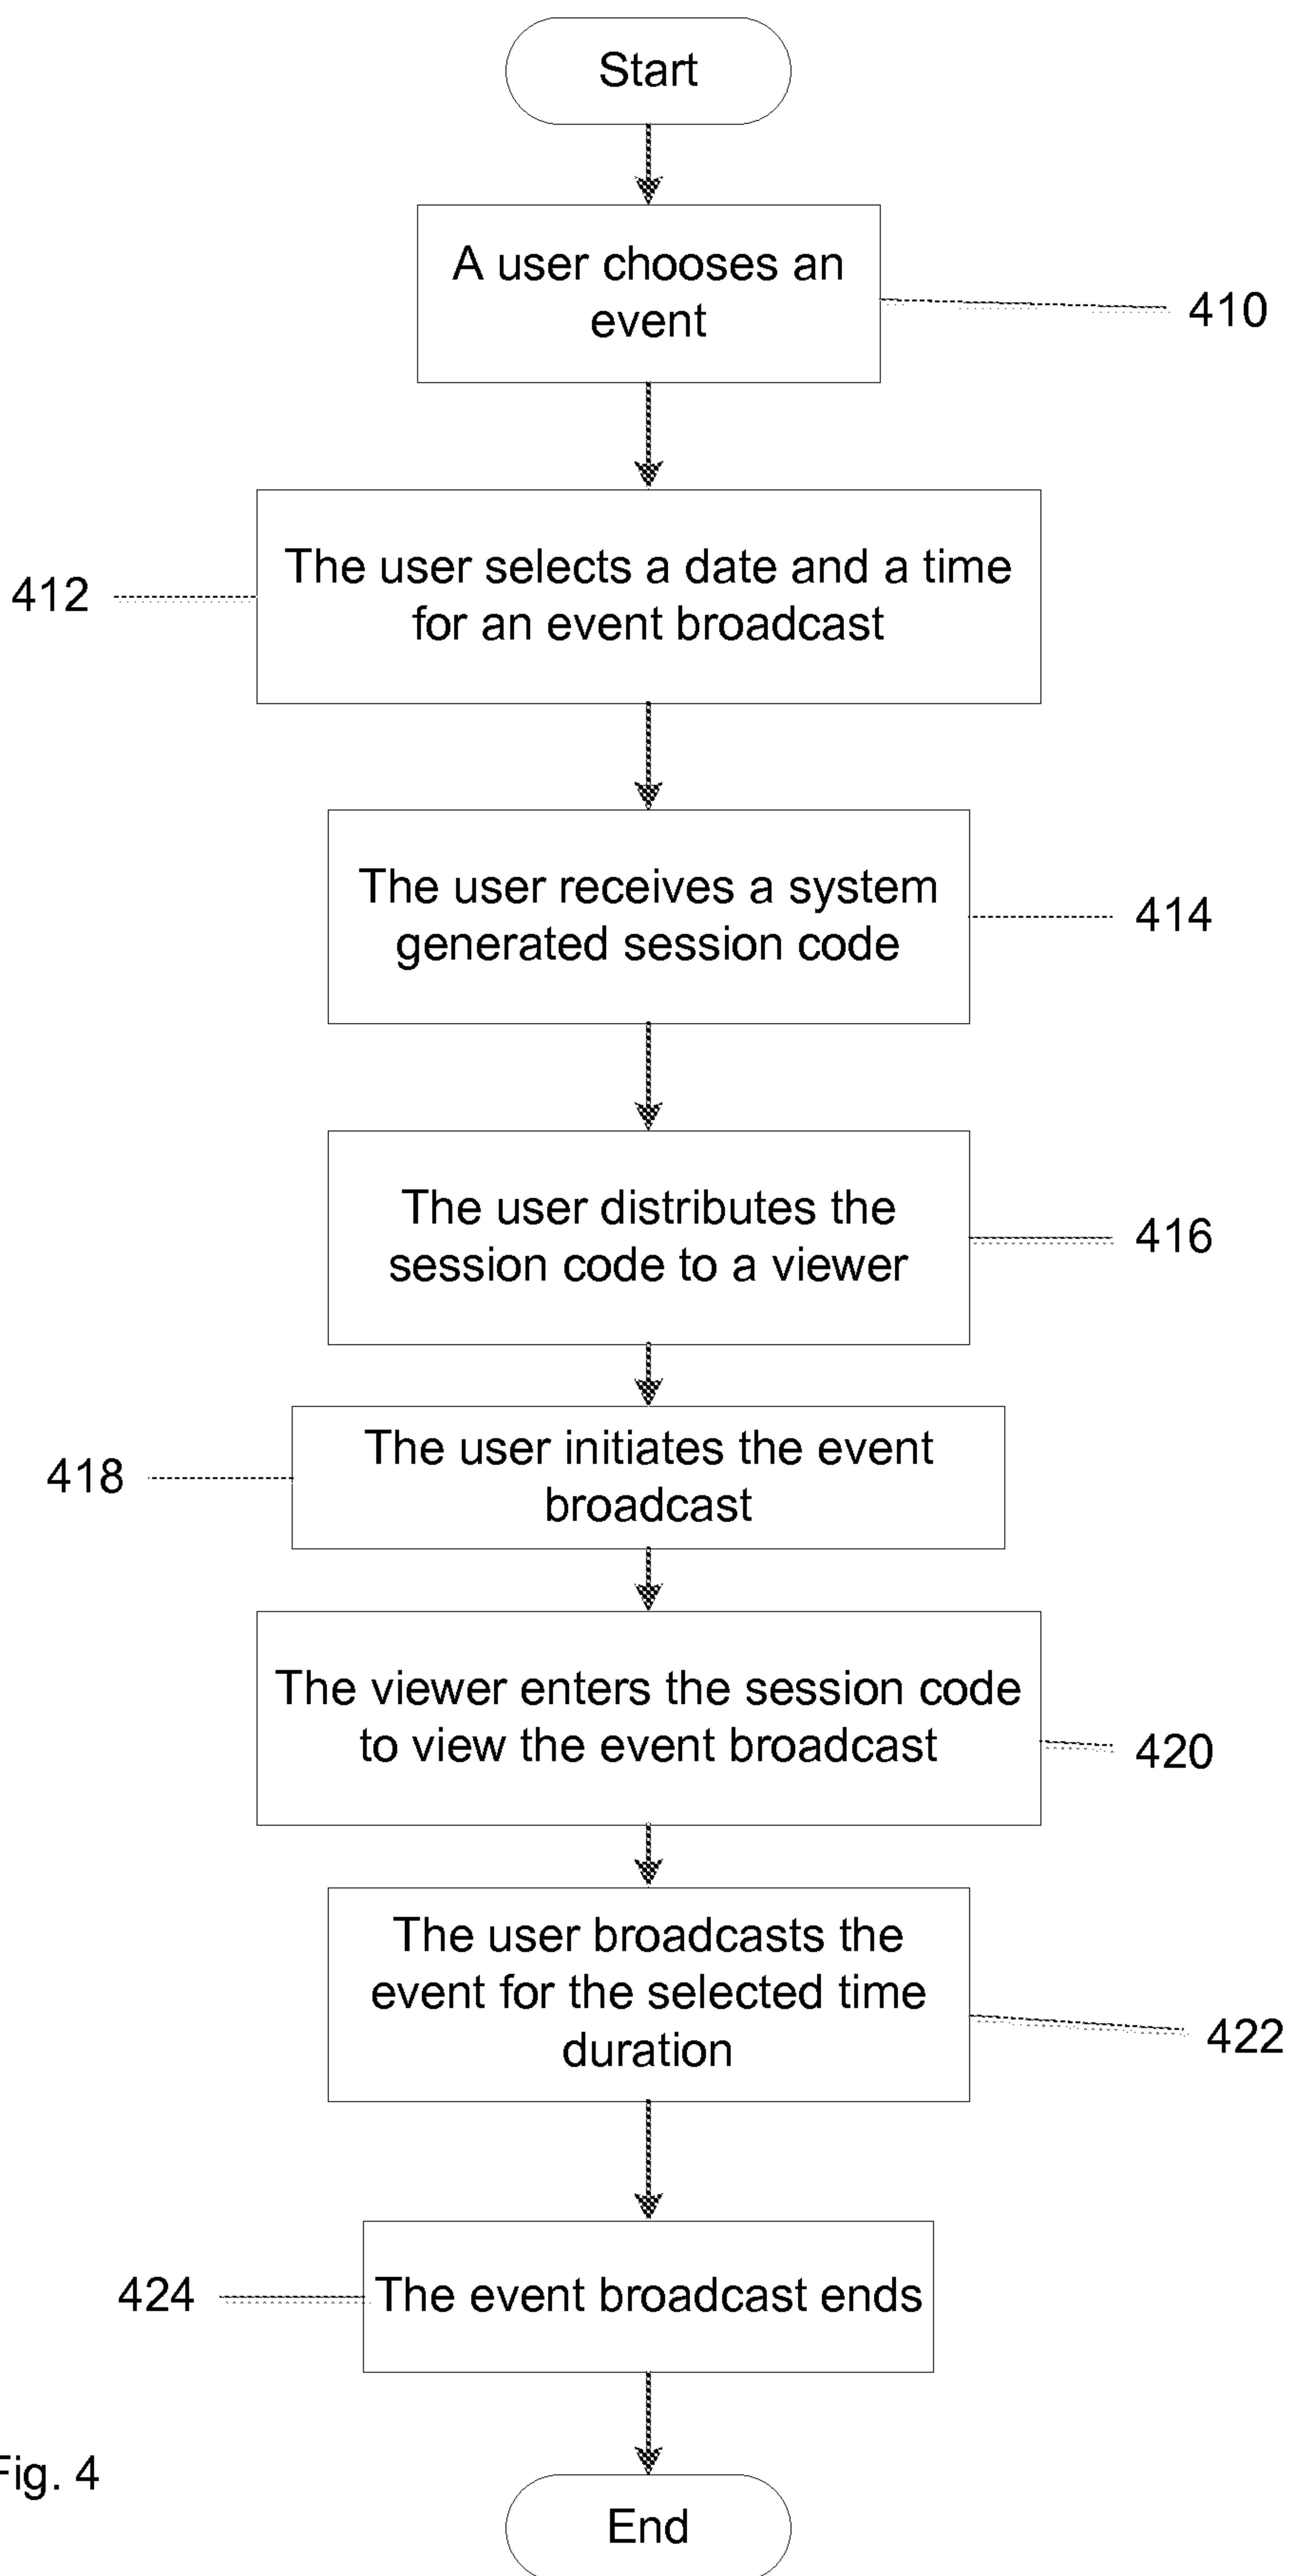 Start
A user chooses an
event
410
The user selects a date and a time
for an event broadcast
412
The user receives a system
generated session code
414
The user distributes the
session code to a viewer
416
The user initiates the event
broadcast
418
The viewer enters the session code
to view the event broadcast
420
The user broadcasts the
event for the selected time
duration
422
The event broadcast ends
424
Fig. 4
End